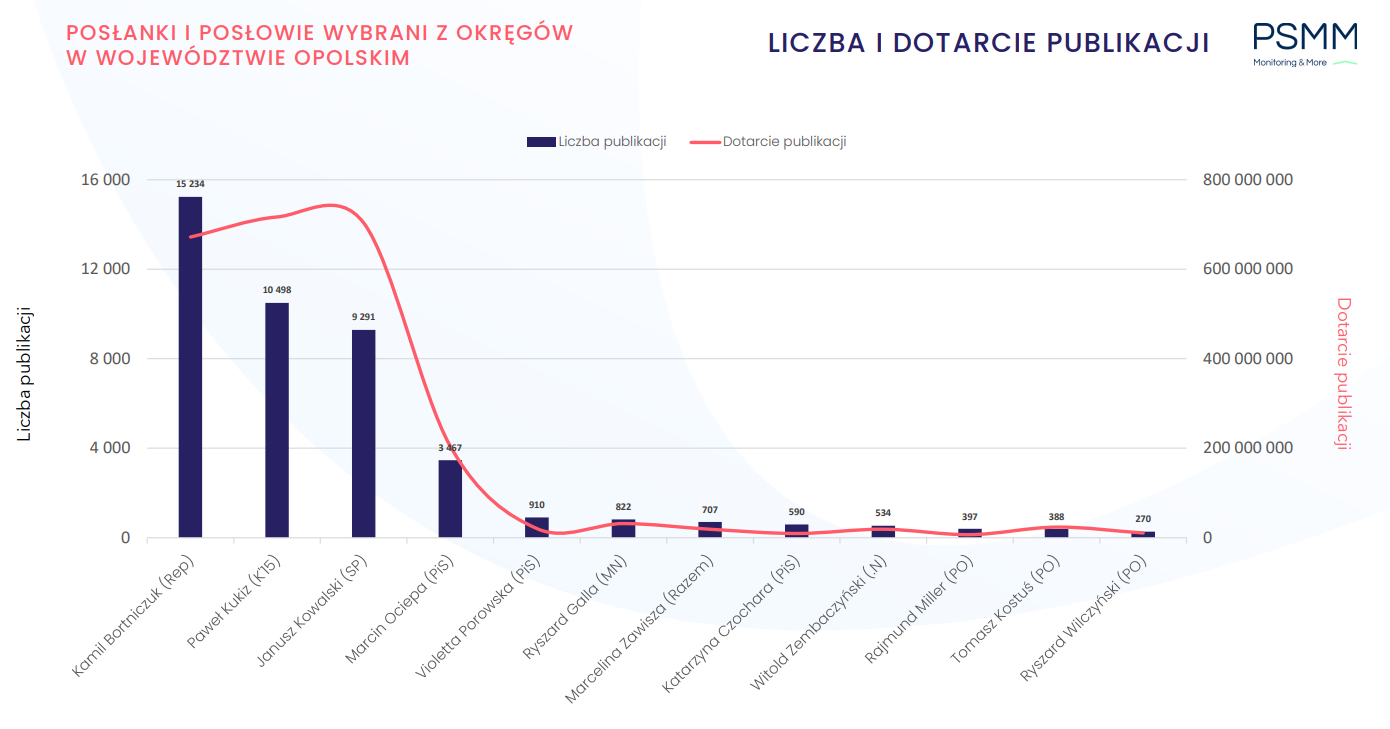 POSŁANKI I POSŁOWIE WYBRANI Z OKRĘGÓW
W WOJEWÓDZTWIE OPOLSKIM
LICZBA I DOTARCIE PUBLIKACJI
PSMM
Monitoring & More
Liczba publikacji
Dotarcie publikacji
16 000
12 000
8 000
4 000
0
Liczba publikacji
15 234
10 498
9 291
3 467
910
822
707
590
534
397
388
270
800 000 000
600 000 000
400 000 000
200 000 000
0
Dotarcie publikacji
Kamil Bortniczuk (Rep)
Paweł Kukiz (K'15)
Janusz Kowalski (SP)
Marcin Ociepa (PiS)
Violetta Porowska (PiS)
Ryszard Galla (MN)
Marcelina Zawisza (Razem)
Katarzyna Czochara (PiS)
Witold Zembaczyński (.N)
Rajmund Miller (PO)
Tomasz Kostuś (PO)
Ryszard Wilczyński (PO)